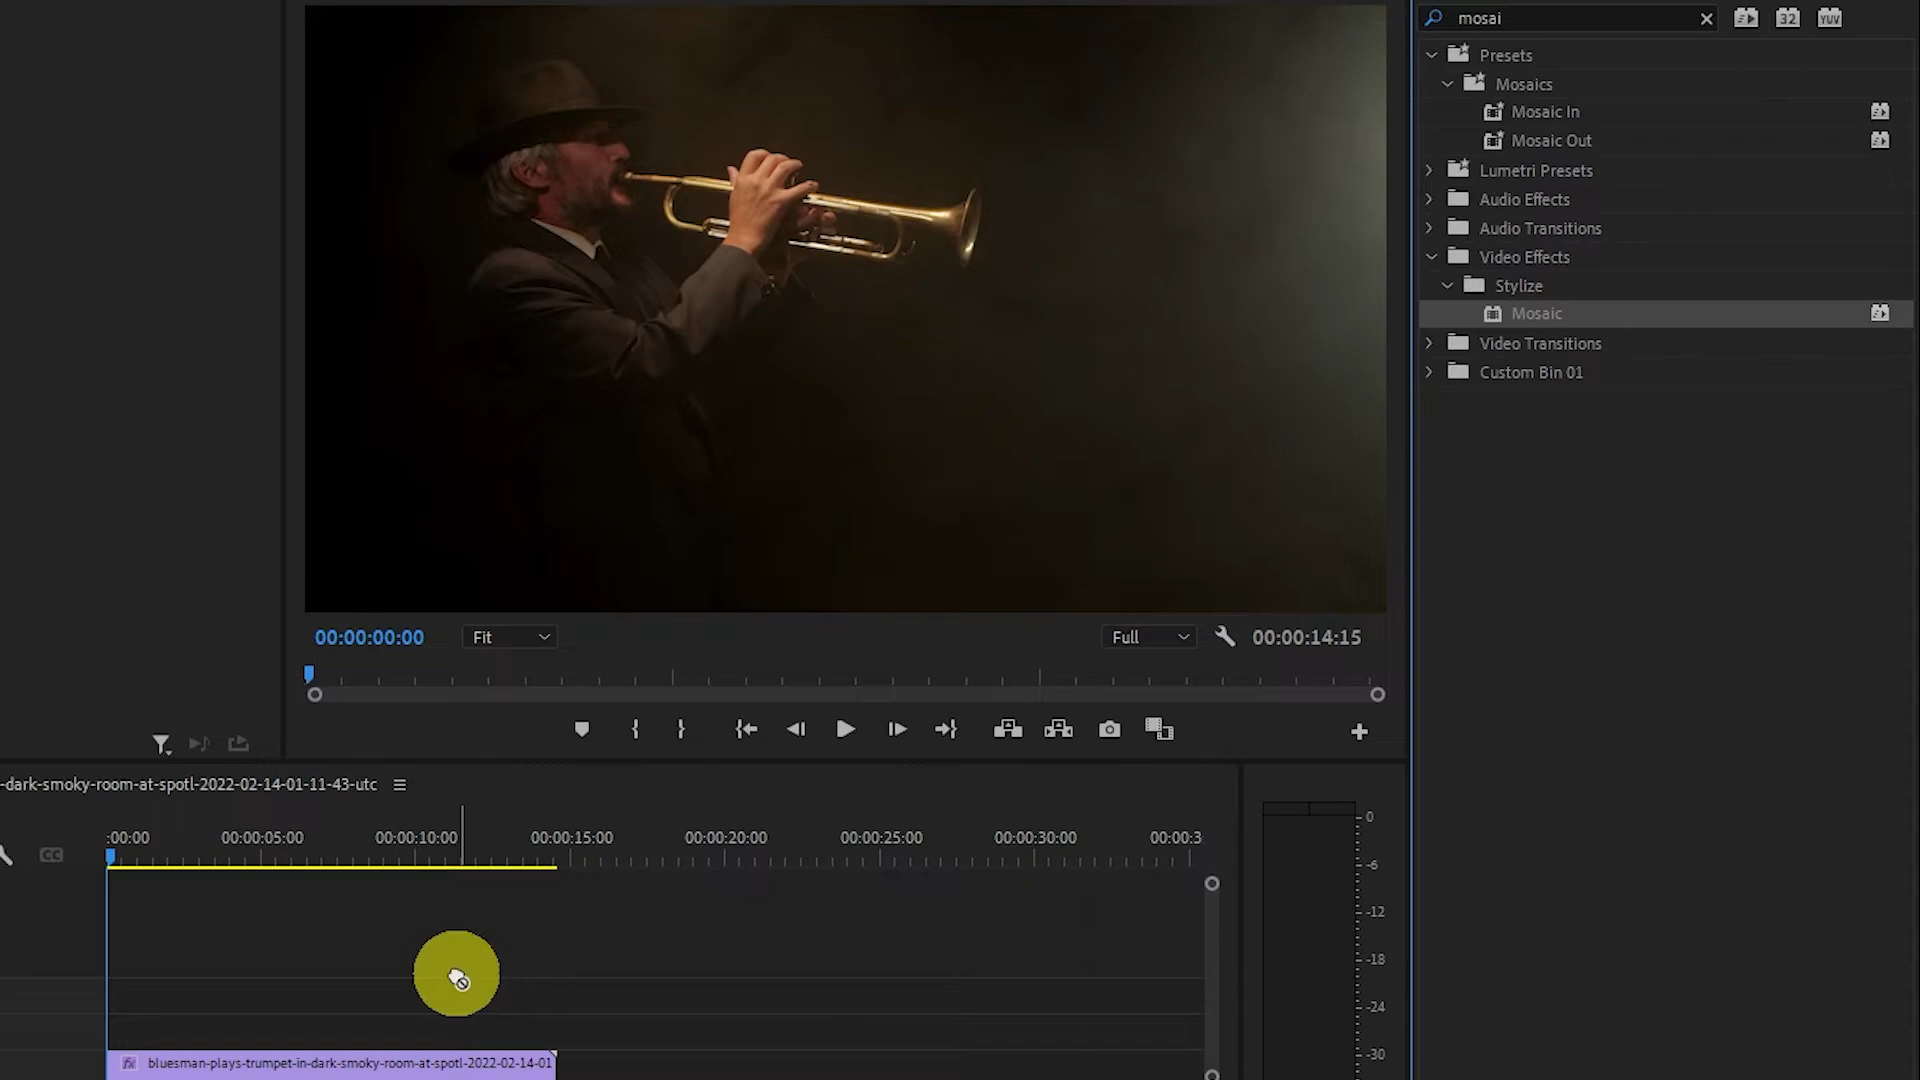 mosai
32
YUV
Presets
Mosaics
Mosaic In
Mosaic Out
Lumetri Presets
Audio Effects
Audio Transitions
Video Effects
Stylize
Mosaic
Video Transitions
Custom Bin 01
00:00:00:00
Fit
Full
00:00:14:15
-dark-smoky-room-at-spotl-2022-02-14-01-11-43-utc
:00:00
00:00:05:00
00:00:10:00
00:00:15:00
00:00:20:00
00:00:25:00
00:00:30:00
00:00:3
CC
0
-6
-12
-18
-24
-30
fx
bluesman-plays-trumpet-in-dark-smoky-room-at-spotl-2022-02-14-01